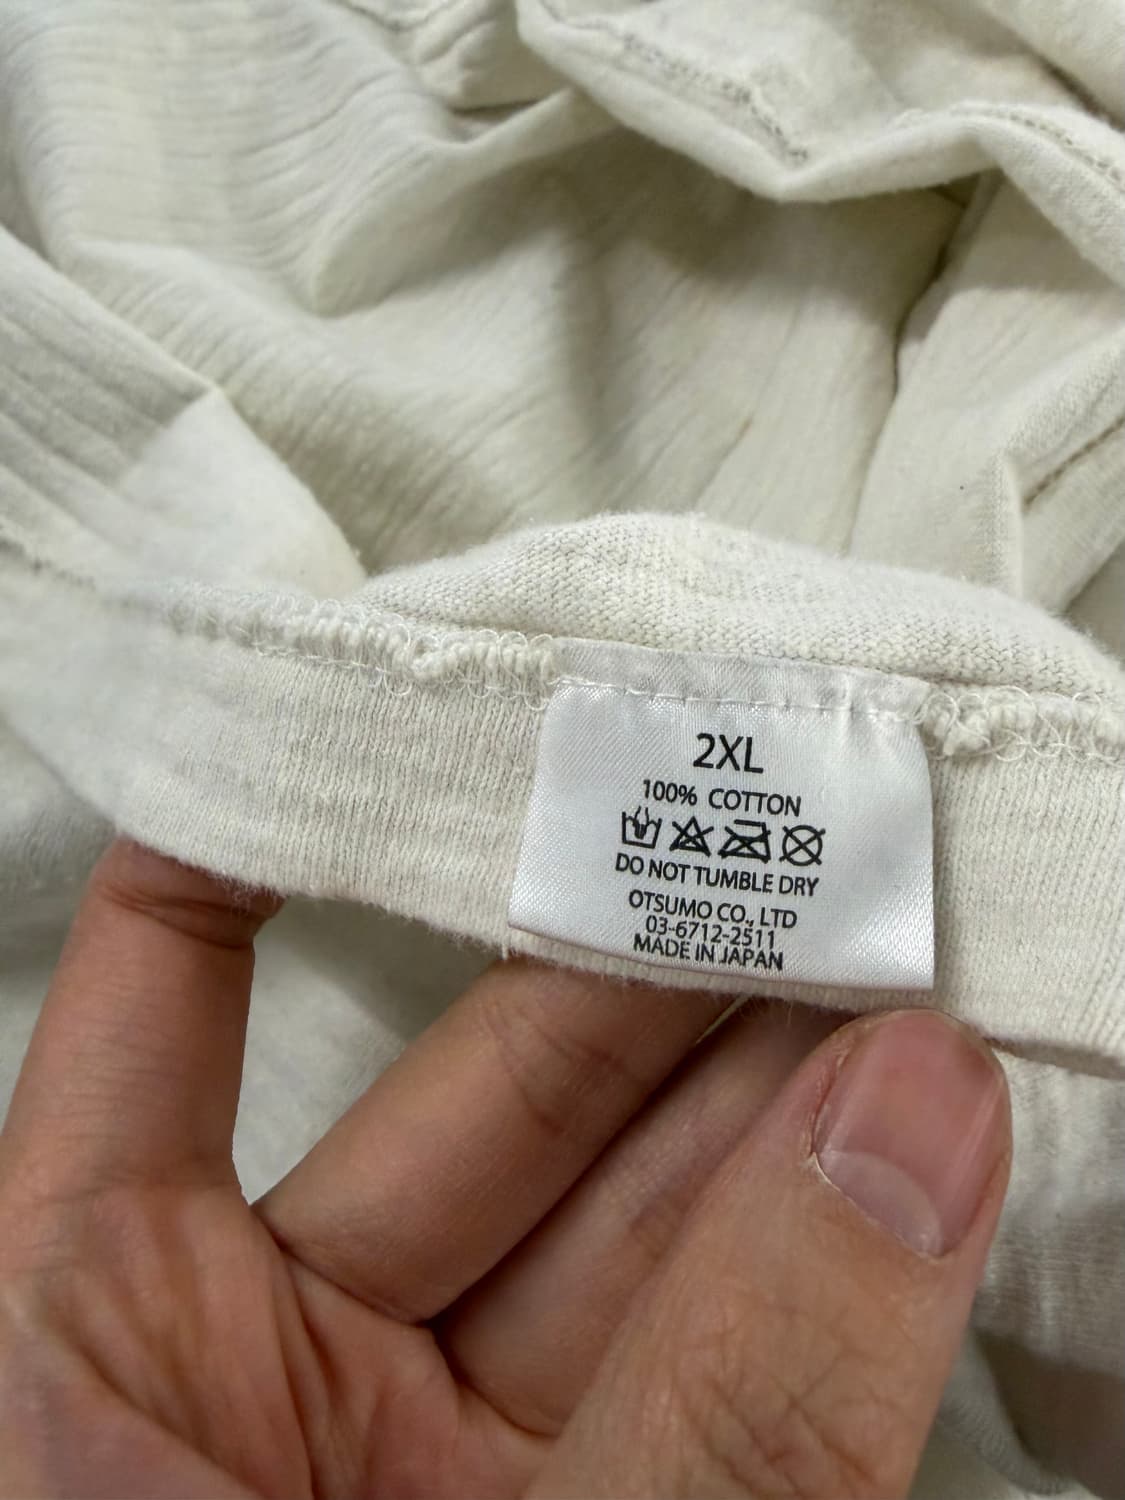 2XL
100% COTTON
DO NOT TUMBLE DRY
OTSUMO CO., LTD
03-6712-2511
MADE IN JAPAN